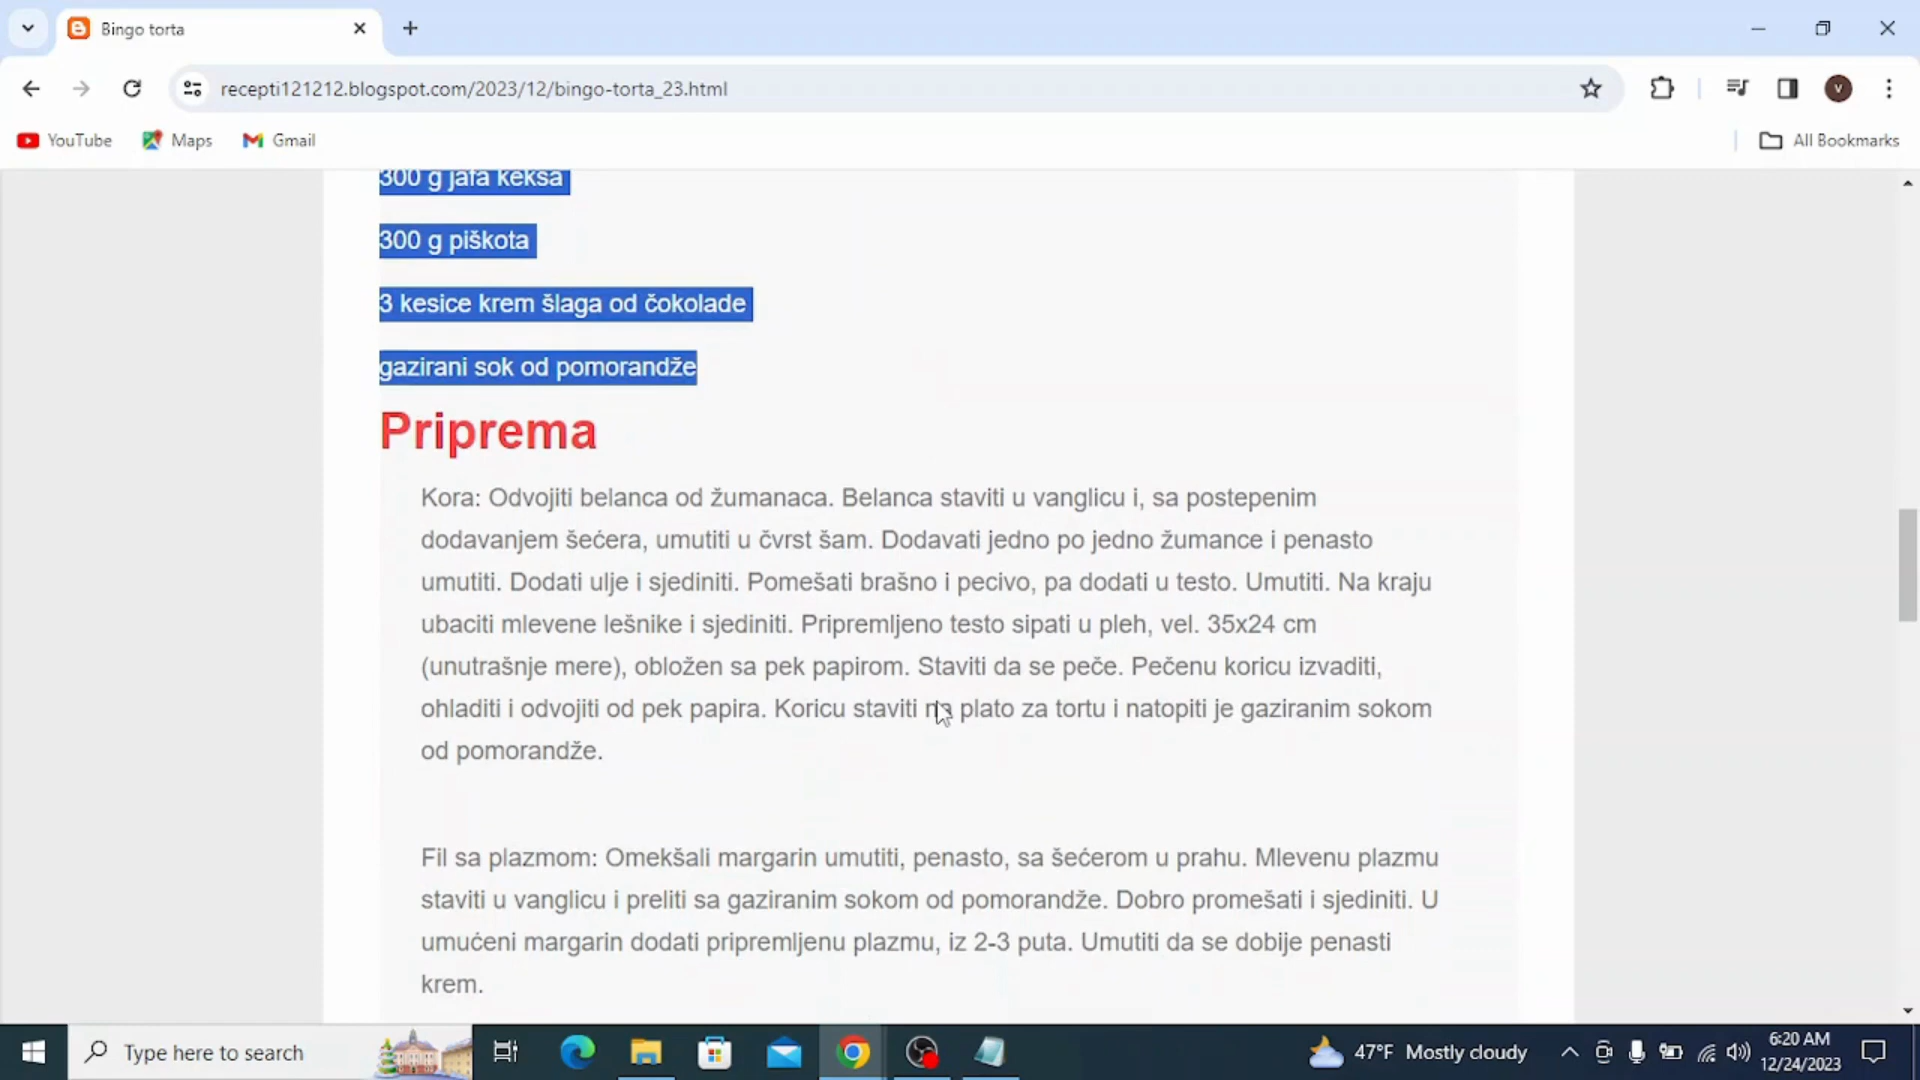 Bingo torta
recepti121212.blogspot.com/2023/12/bingo-torta_23.html
V
YouTube
Maps
Gmail
All Bookmarks
300 g jafa keksa
300 g piškota
3 kesice krem šlaga od čokolade
gazirani sok od pomorandže
Priprema
Kora: Odvojiti belanca od žumanaca. Belanca staviti u vanglicu i, sa postepenim
dodavanjem šećera, umutiti u čvrst šam. Dodavati jedno po jedno žumance i penasto
umutiti. Dodati ulje i sjediniti. Pomešati brašno i pecivo, pa dodati u testo. Umutiti. Na kraju
ubaciti mlevene lešnike i sjediniti. Pripremljeno testo sipati u pleh, vel. 35x24 cm
(unutrašnje mere), obložen sa pek papirom. Staviti da se peče. Pečenu koricu izvaditi,
ohladiti i odvojiti od pek papira. Koricu staviti na plato za tortu i natopiti je gaziranim sokom
od pomorandže.
Fil sa plazmom: Omekšali margarin umutiti, penasto, sa šećerom u prahu. Mlevenu plazmu
staviti u vanglicu i preliti sa gaziranim sokom od pomorandže. Dobro promešati i sjediniti. U
umućeni margarin dodati pripremljenu plazmu, iz 2-3 puta. Umutiti da se dobije penasti
krem.
Type here to search
47°F Mostly cloudy
6:20 AM
12/24/2023